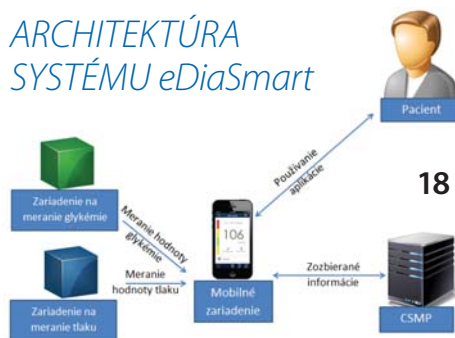 ARCHITEKTÚRA
SYSTÉMU eDiaSmart
Pacient
Používanie
aplikácie
18
Zariadenie na
meranie glykémie
Meranie hodnoty
glykémie
106
Meranie
hodnoty tlaku
Zozbierané
informácie
Mobilné
zariadenie
Zariadenie na
meranie tlaku
CSMP